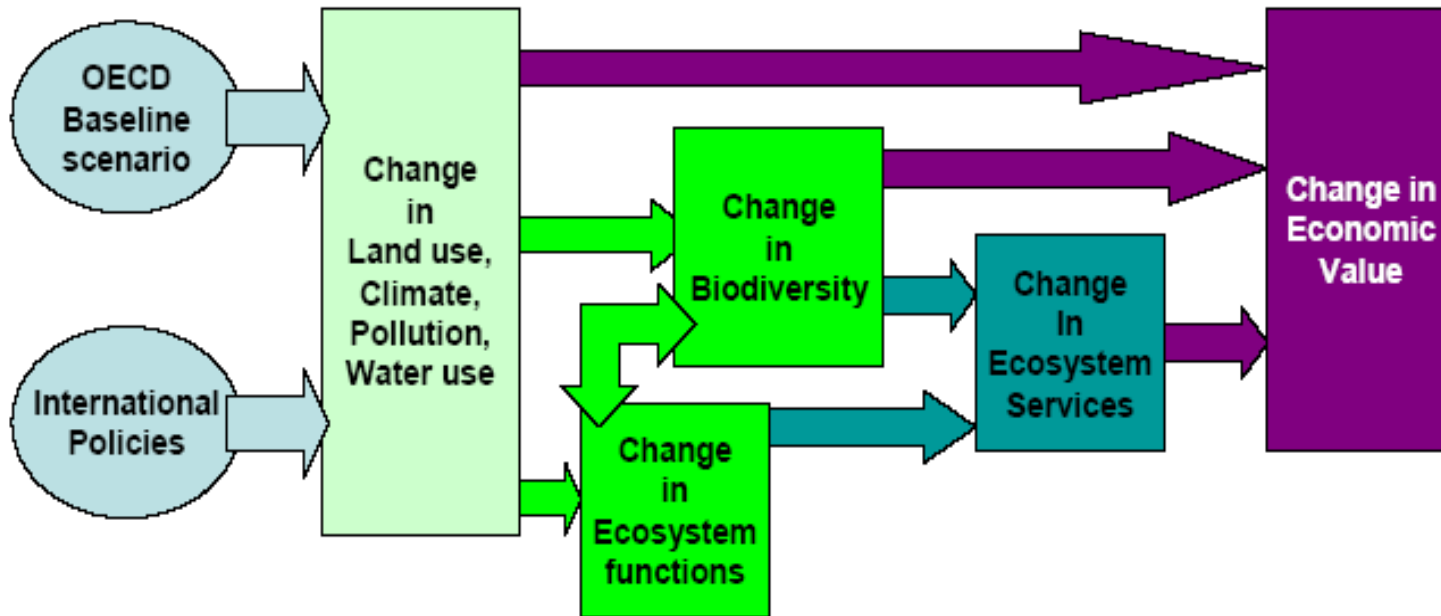 OECD
Baseline
scenario
International
Policies
Change
in
Land use,
Climate,
Pollution,
Water use
Change
in
Biodiversity
Change
in
Ecosystem
functions
Change
In
Ecosystem
Services
Change in
Economic
Value